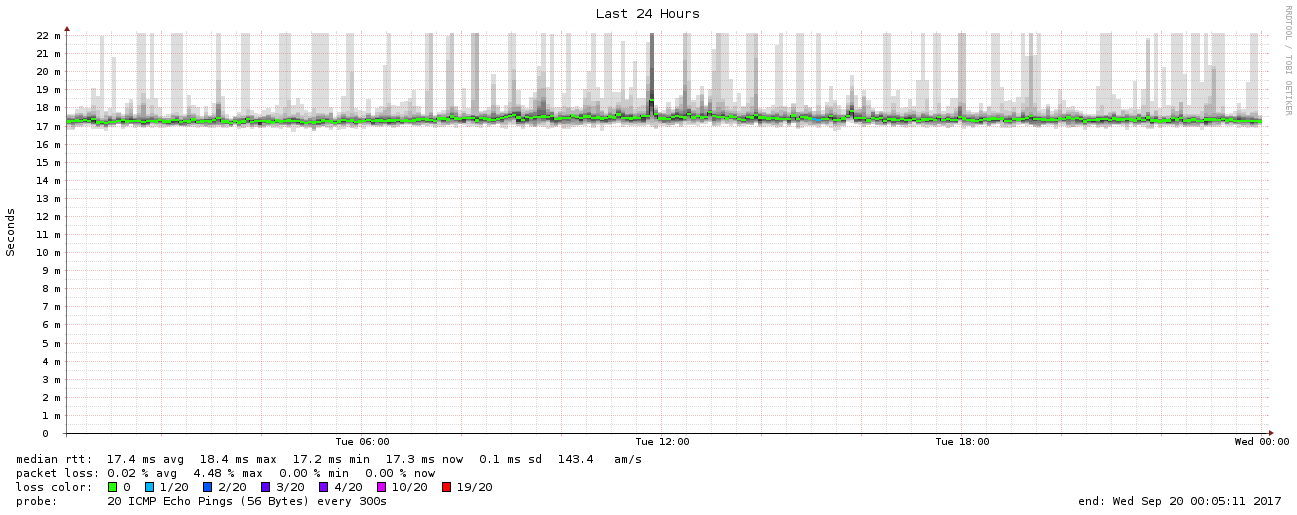 Last 24 Hours
RRDTOOL / TOBI OETIKER
Seconds
22 m
21 m
20 m
19 m
18 m
17 m
16 m
15 m
14 m
13 m
12 m
11 m
10 m
9 m
8 m
7 m
6 m
5 m
4 m
3 m
2 m
1 m
0
Tue 06:00 Tue 12:00 Tue 18:00 Wed 00:00
median rtt: 17.4 ms avg 18.4 ms max 17.2 ms min 17.3 ms now 0.1 ms sd 143.4 am/s
packet loss: 0.02 % avg 4.48 % max 0.00 % min 0.00 % now
loss color: 0 1/20 2/20 3/20 4/20 10/20 19/20
probe: 20 ICMP Echo Pings (56 Bytes) every 300s end: Wed Sep 20 00:05:11 2017